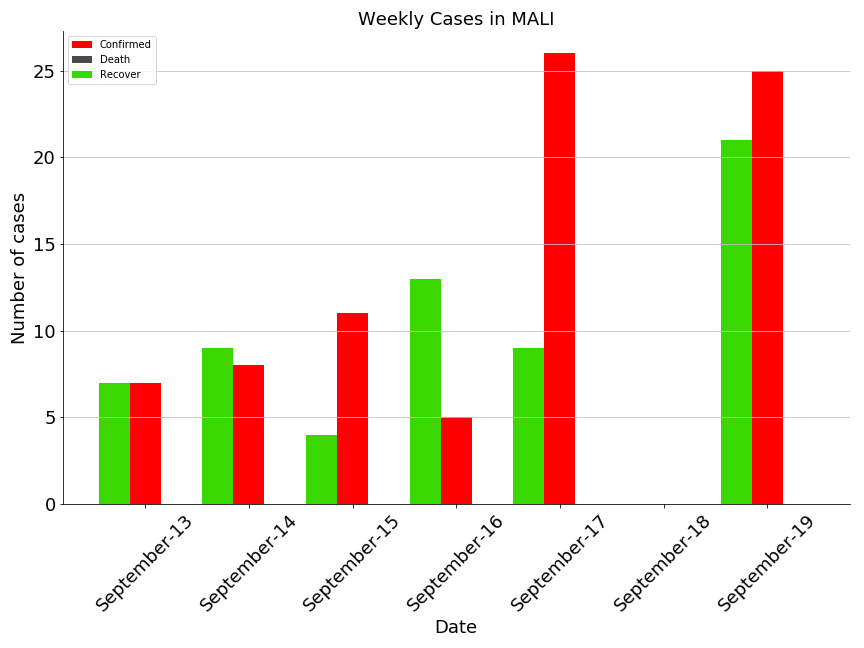 Weekly Cases in MALI
Confirmed
Death
Recover
Number of cases
25
20
15
10
5
0
September-13
September-14
September-15
September-16
September-17
September-18
September-19
Date